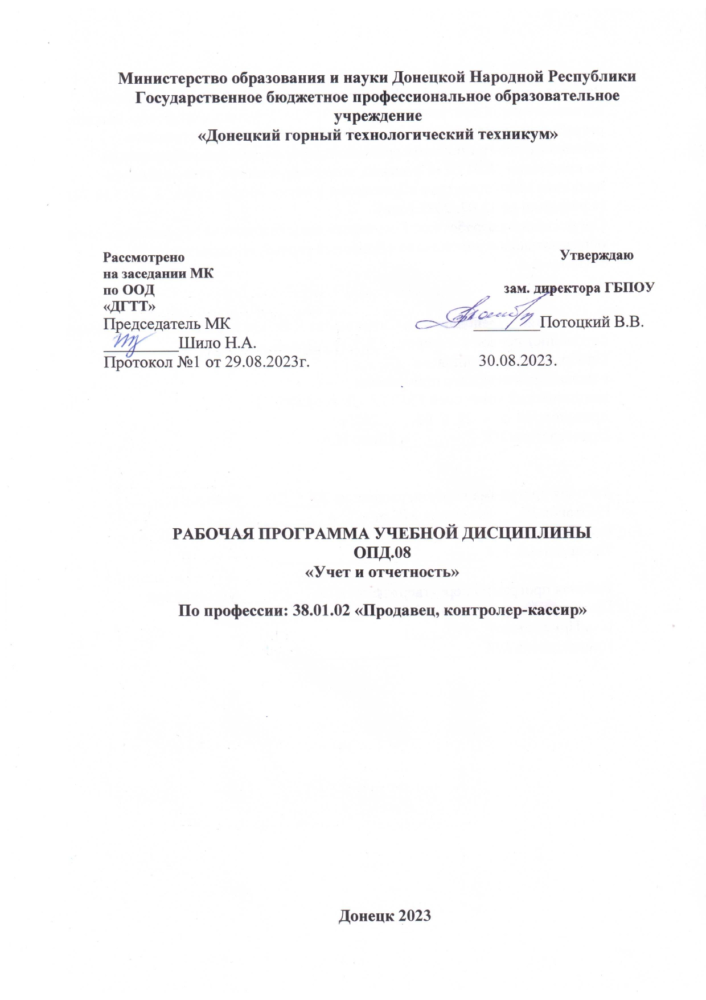 Министерство образования и науки Донецкой Народной Республики
Государственное бюджетное профессиональное образовательное
учреждение
«Донецкий горный технологический техникум»
Рассмотрено
на заседании МК
по ООД
«ДГТТ»
Председатель МК
__________Шило Н.А.
Протокол №1 от 29.08.2023г.
Утверждаю
зам. директора ГБПОУ
_________Потоцкий В.В.
30.08.2023.
РАБОЧАЯ ПРОГРАММА УЧЕБНОЙ ДИСЦИПЛИНЫ
ОПД.08
«Учет и отчетность»
По профессии: 38.01.02 «Продавец, контролер-кассир»
Донецк 2023